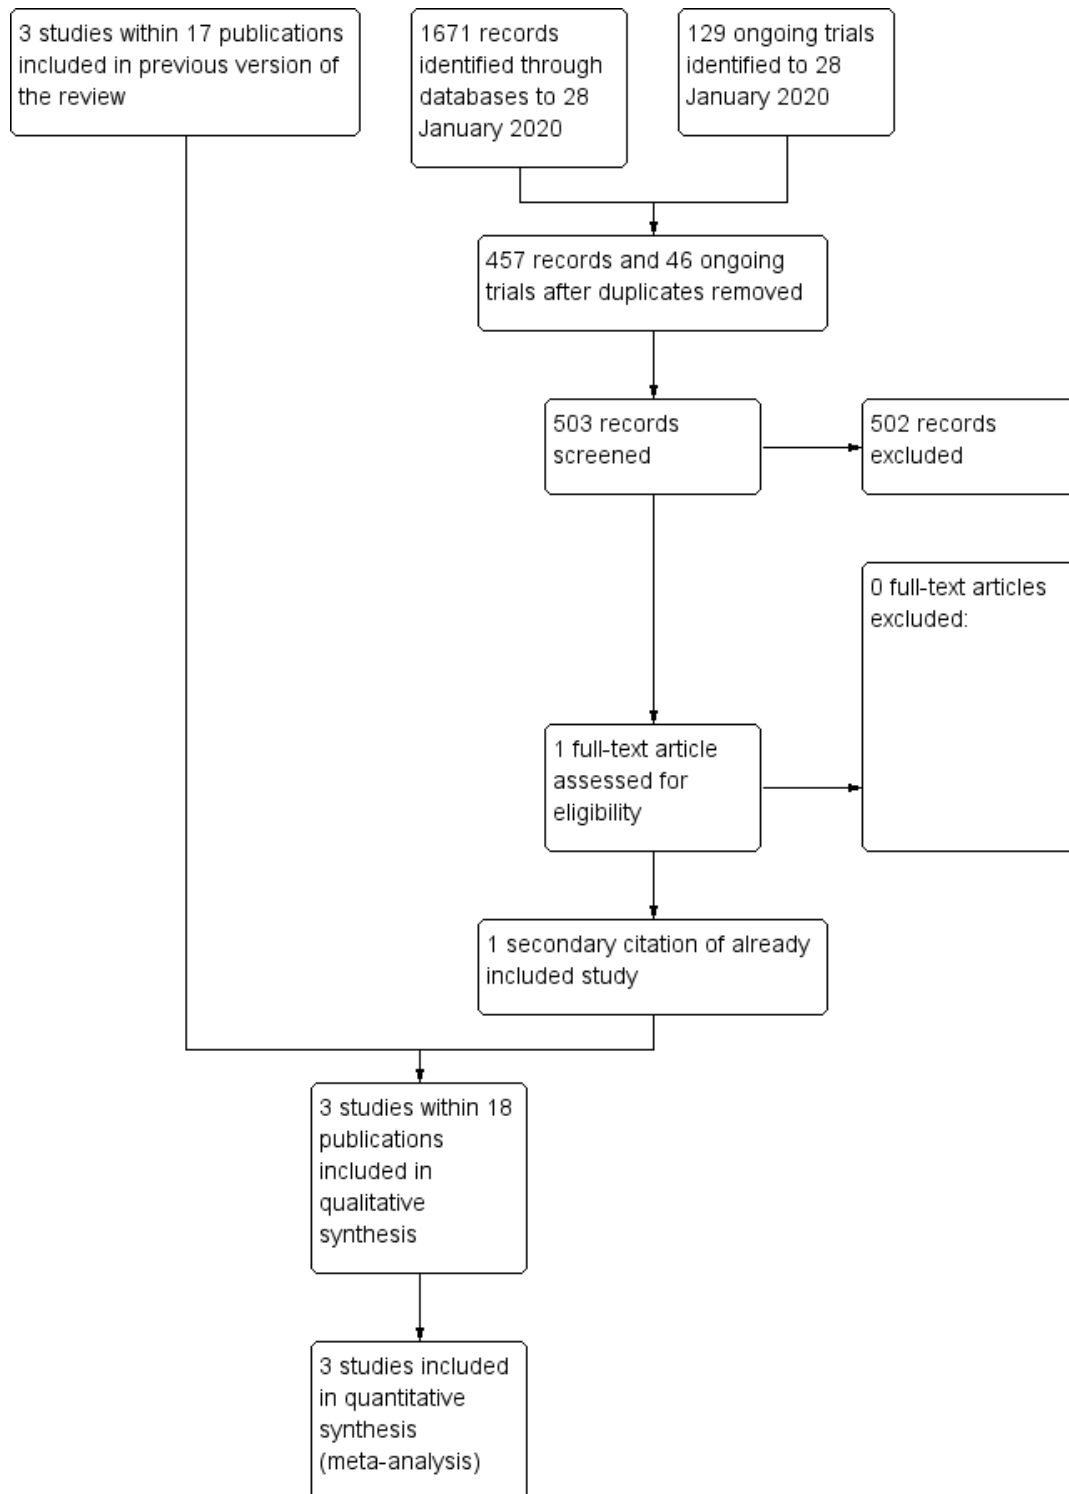 3 studies within 17 publications
included in previous version of
the review
1671 records
identified through
databases to 28
January 2020
129 ongoing trials
identified to 28
January 2020
457 records and 46 ongoing
trials after duplicates removed
503 records
screened
502 records
excluded
0 full-text articles
excluded:
1 full-text article
assessed for
eligibility
1 secondary citation of already
included study
3 studies within 18
publications
included in
qualitative
synthesis
3 studies included
in quantitative
synthesis
(meta-analysis)